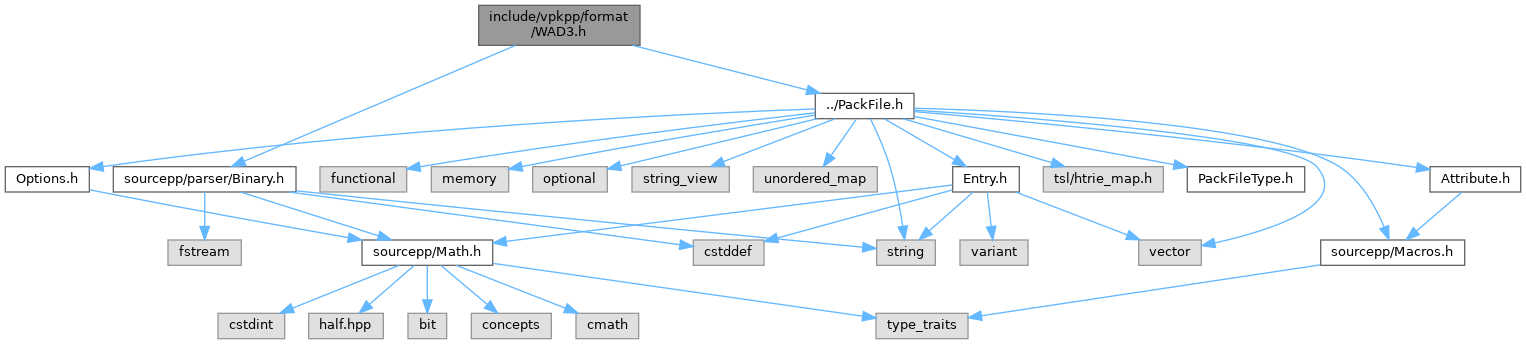 include/vpkpp/format
/WAD3.h
../PackFile.h
Options.h
sourcepp/parser/Binary.h
functional
memory
optional
string_view
unordered_map
Entry.h
tsl/htrie_map.h
PackFileType.h
Attribute.h
fstream
sourcepp/Math.h
cstddef
string
variant
vector
sourcepp/Macros.h
cstdint
half.hpp
bit
concepts
cmath
type_traits